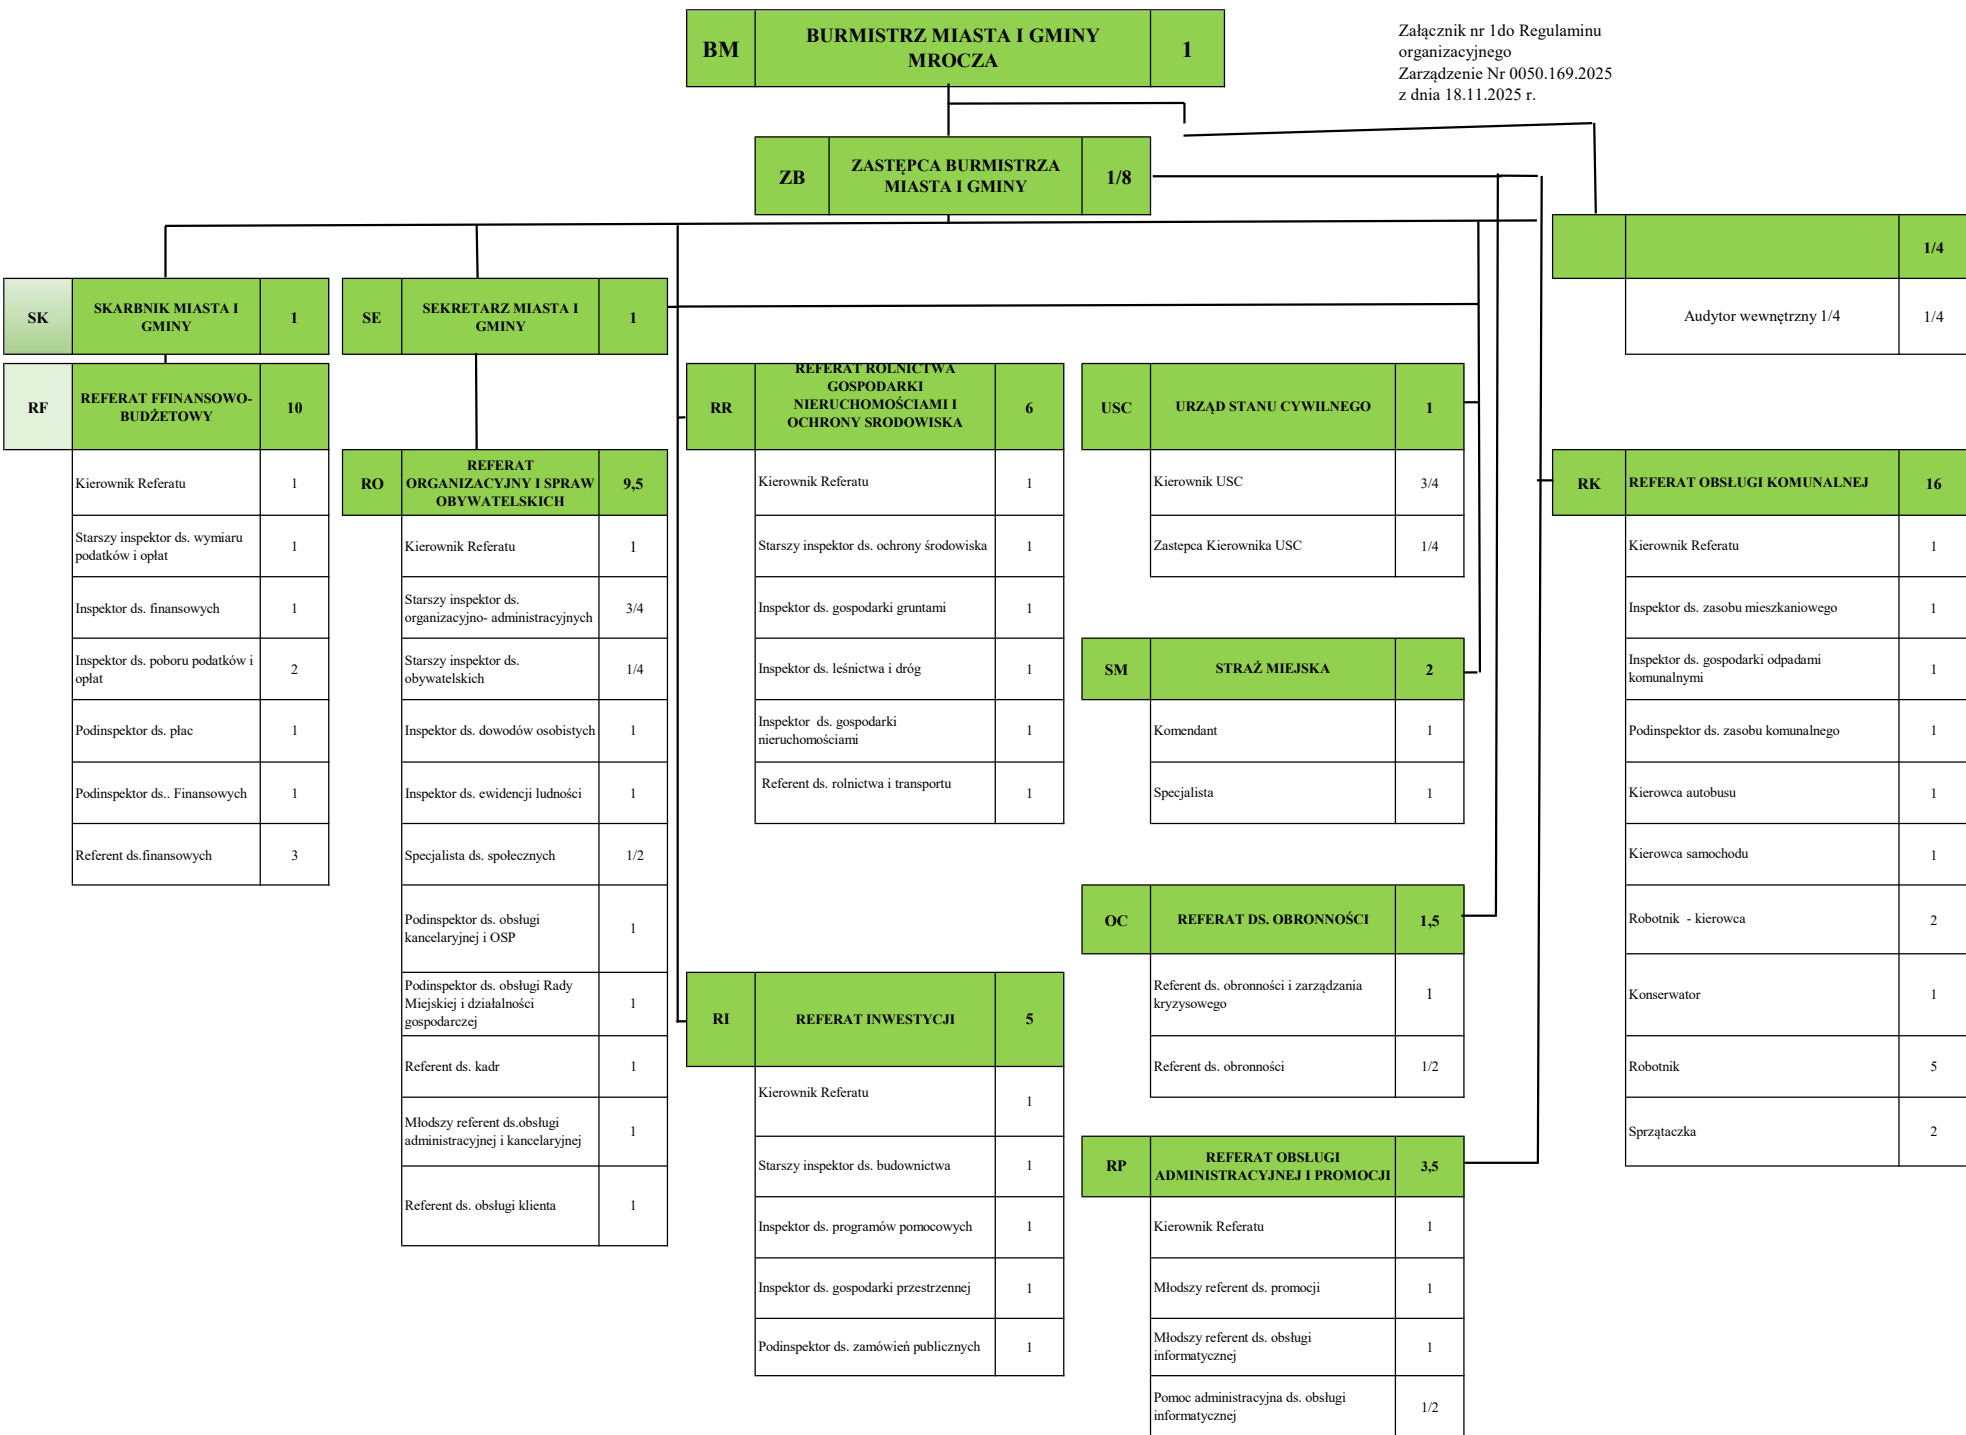 BM
BURMISTRZ MIASTA I GMINY
MROCZA
1
Załącznik nr 1do Regulaminu
organizacyjnego
Zarządzenie Nr 0050.169.2025
z dnia 18.11.2025 r.
ZB
ZASTĘPCA BURMISTRZA
MIASTA I GMINY
1/8
1/4
Audytor wewnętrzny 1/4
1/4
SK
SKARBNIK MIASTA I
GMINY
1
SE
SEKRETARZ MIASTA I
GMINY
1
RF
REFERAT FFINANSOWO-
BUDŻETOWY
10
Kierownik Referatu
1
Starszy inspektor ds. wymiaru
podatków i opłat
1
Inspektor ds. finansowych
1
Inspektor ds. poboru podatków i
opłat
2
Podinspektor ds. płac
1
Podinspektor ds.. Finansowych
1
Referent ds.finansowych
3
RO
REFERAT
ORGANIZACYJNY I SPRAW
OBYWATELSKICH
9,5
Kierownik Referatu
1
Starszy inspektor ds.
organizacyjno- administracyjnych
3/4
Starszy inspektor ds.
obywatelskich
1/4
Inspektor ds. dowodów osobistych
1
Inspektor ds. ewidencji ludności
1
Specjalista ds. społecznych
1/2
Podinspektor ds. obsługi
kancelaryjnej i OSP
1
Podinspektor ds. obsługi Rady
Miejskiej i działalności
gospodarczej
1
Referent ds. kadr
1
Młodszy referent ds.obsługi
administracyjnej i kancelaryjnej
1
Referent ds. obsługi klienta
1
RR
REFERAT ROLNICTWA
GOSPODARKI
NIERUCHOMOŚCIAMI I
OCHRONY SRODOWISKA
6
Kierownik Referatu
1
Starszy inspektor ds. ochrony środowiska
1
Inspektor ds. gospodarki gruntami
1
Inspektor ds. leśnictwa i dróg
1
Inspektor ds. gospodarki
nieruchomościami
1
Referent ds. rolnictwa i transportu
1
RI
REFERAT INWESTYCJI
5
Kierownik Referatu
1
Starszy inspektor ds. budownictwa
1
Inspektor ds. programów pomocowych
1
Inspektor ds. gospodarki przestrzennej
1
Podinspektor ds. zamówień publicznych
1
USC
URZĄD STANU CYWILNEGO
1
Kierownik USC
3/4
Zastepca Kierownika USC
1/4
SM
STRAŻ MIEJSKA
2
Komendant
1
Specjalista
1
OC
REFERAT DS. OBRONNOŚCI
1,5
Referent ds. obronności i zarządzania
kryzysowego
1
Referent ds. obronności
1/2
RP
REFERAT OBSŁUGI
ADMINISTRACYJNEJ I PROMOCJI
3,5
Kierownik Referatu
1
Młodszy referent ds. promocji
1
Młodszy referent ds. obsługi
informatycznej
1
Pomoc administracyjna ds. obsługi
informatycznej
1/2
RK
REFERAT OBSŁUGI KOMUNALNEJ
16
Kierownik Referatu
1
Inspektor ds. zasobu mieszkaniowego
1
Inspektor ds. gospodarki odpadami
komunalnymi
1
Podinspektor ds. zasobu komunalnego
1
Kierowca autobusu
1
Kierowca samochodu
1
Robotnik - kierowca
2
Konserwator
1
Robotnik
5
Sprzątaczka
2